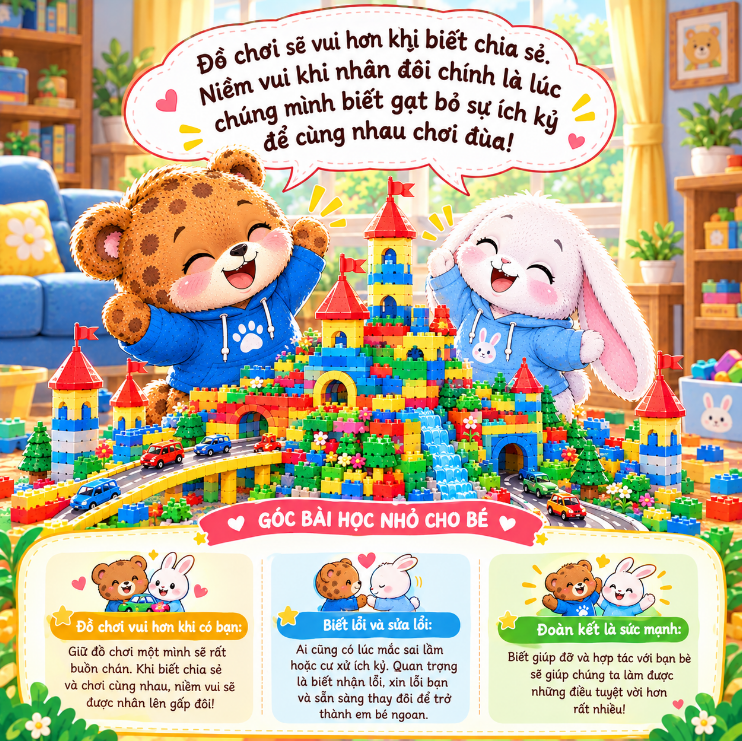 Đồ chơi sẽ vui hơn khi biết chia sẻ.
Niềm vui khi nhân đôi chính là lúc
chúng mình biết gạt bỏ sự ích kỷ
để cùng nhau chơi đùa!
GÓC BÀI HỌC NHỎ CHO BÉ
Đồ chơi vui hơn khi có bạn:
Giữ đồ chơi một mình sẽ rất
buồn chán. Khi biết chia sẻ
và chơi cùng nhau, niềm vui sẽ
được nhân lên gấp đôi!
Biết lỗi và sửa lỗi:
Ai cũng có lúc mắc sai lầm
hoặc cư xử ích kỷ. Quan trọng
là biết nhận lỗi, xin lỗi bạn
và sẵn sàng thay đổi để trở
thành em bé ngoan.
Đoàn kết là sức mạnh:
Biết giúp đỡ và hợp tác với bạn bè
sẽ giúp chúng ta làm được
những điều tuyệt vời hơn
rất nhiều!